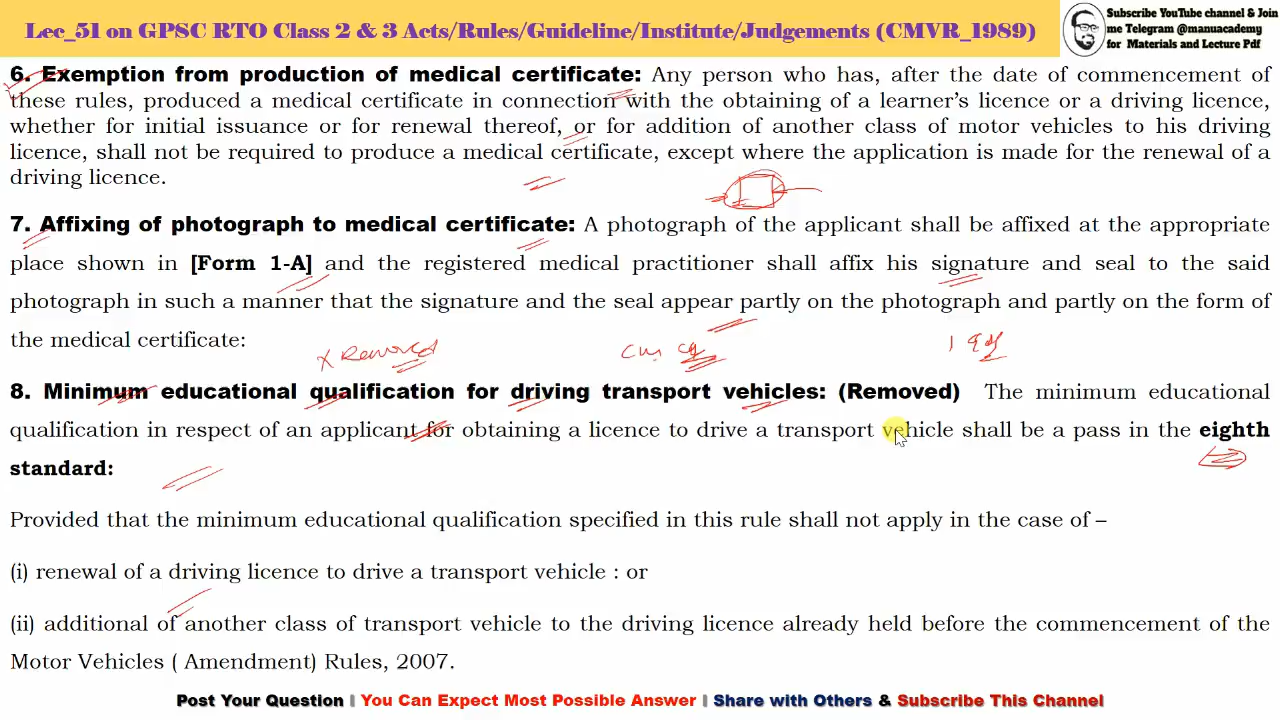 Lec_51 on GPSC RTO Class 2 & 3 Acts/Rules/Guideline/Institute/Judgements (CMVR_1989)
Subscribe YouTube channel & Join
me Telegram @manuacademy
for Materials and Lecture Pdf
6. Exemption from production of medical certificate: Any person who has, after the date of commencement of
these rules, produced a medical certificate in connection with the obtaining of a learner's licence or a driving licence,
whether for initial issuance or for renewal thereof, or for addition of another class of motor vehicles to his driving
licence, shall not be required to produce a medical certificate, except where the application is made for the renewal of a
driving licence.
7. Affixing of photograph to medical certificate: A photograph of the applicant shall be affixed at the appropriate
place shown in [Form 1-A] and the registered medical practitioner shall affix his signature and seal to the said
photograph in such a manner that the signature and the seal appear partly on the photograph and partly on the form of
the medical certificate:
x Removed
8. Minimum educational qualification for driving transport vehicles: (Removed) The minimum educational
qualification in respect of an applicant for obtaining a licence to drive a transport vehicle shall be a pass in the eighth
standard:
Provided that the minimum educational qualification specified in this rule shall not apply in the case of –
(i) renewal of a driving licence to drive a transport vehicle : or
(ii) additional of another class of transport vehicle to the driving licence already held before the commencement of the
Motor Vehicles ( Amendment) Rules, 2007.
Post Your Question | You Can Expect Most Possible Answer | Share with Others & Subscribe This Channel